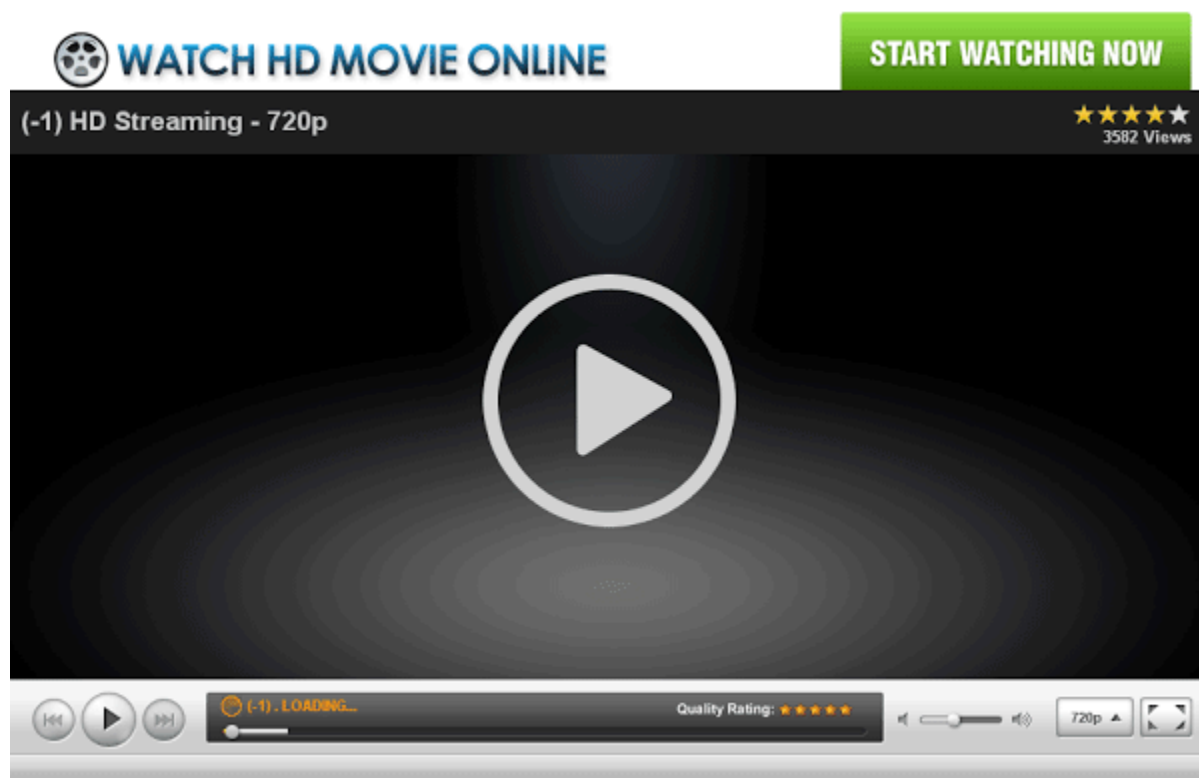 WATCH HD MOVIE ONLINE
START WATCHING NOW
(-1) HD Streaming - 720p
3582 Views
(-1) . LOADING...
Quality Rating:
720p